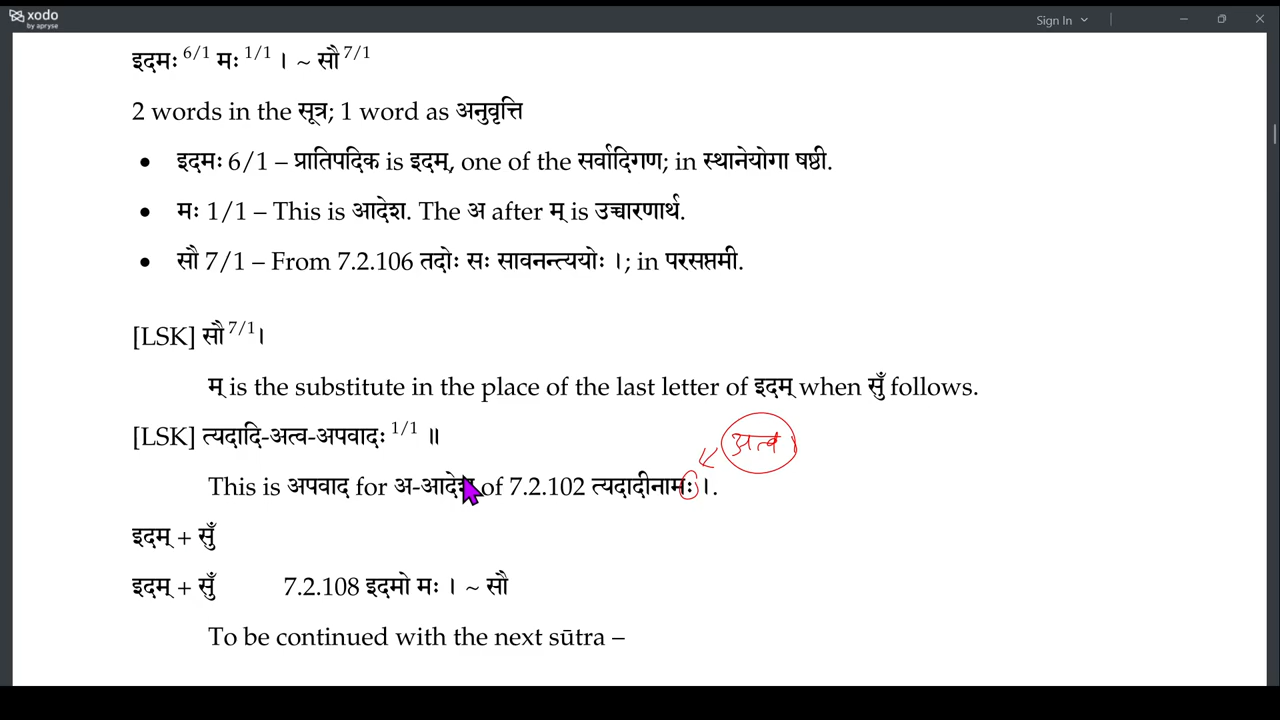 xodo
by apryse
Sign In
इदमः 6/1 मः 1/1 । ~ सौ 7/1
2 words in the सूत्र; 1 word as अनुवृत्ति
• इदमः 6/1 – प्रातिपदिक is इदम्, one of the सर्वादिगण; in स्थानेयोगा षष्ठी.
• मः 1/1 – This is आदेश. The अ after म् is उच्चारणार्थ.
• सौ 7/1 – From 7.2.106 तदोः सः सावनन्त्ययोः ।; in परसप्तमी.
[LSK] सौ 7/1।
म् is the substitute in the place of the last letter of इदम् when सुँ follows.
[LSK] त्यदादि-अत्व-अपवादः 1/1 ॥
अत्व
This is अपवाद for अ-आदेश of 7.2.102 त्यदादीनामः ।.
इदम् + सुँ
इदम् + सुँ 7.2.108 इदमो मः । ~ सौ
To be continued with the next sūtra –